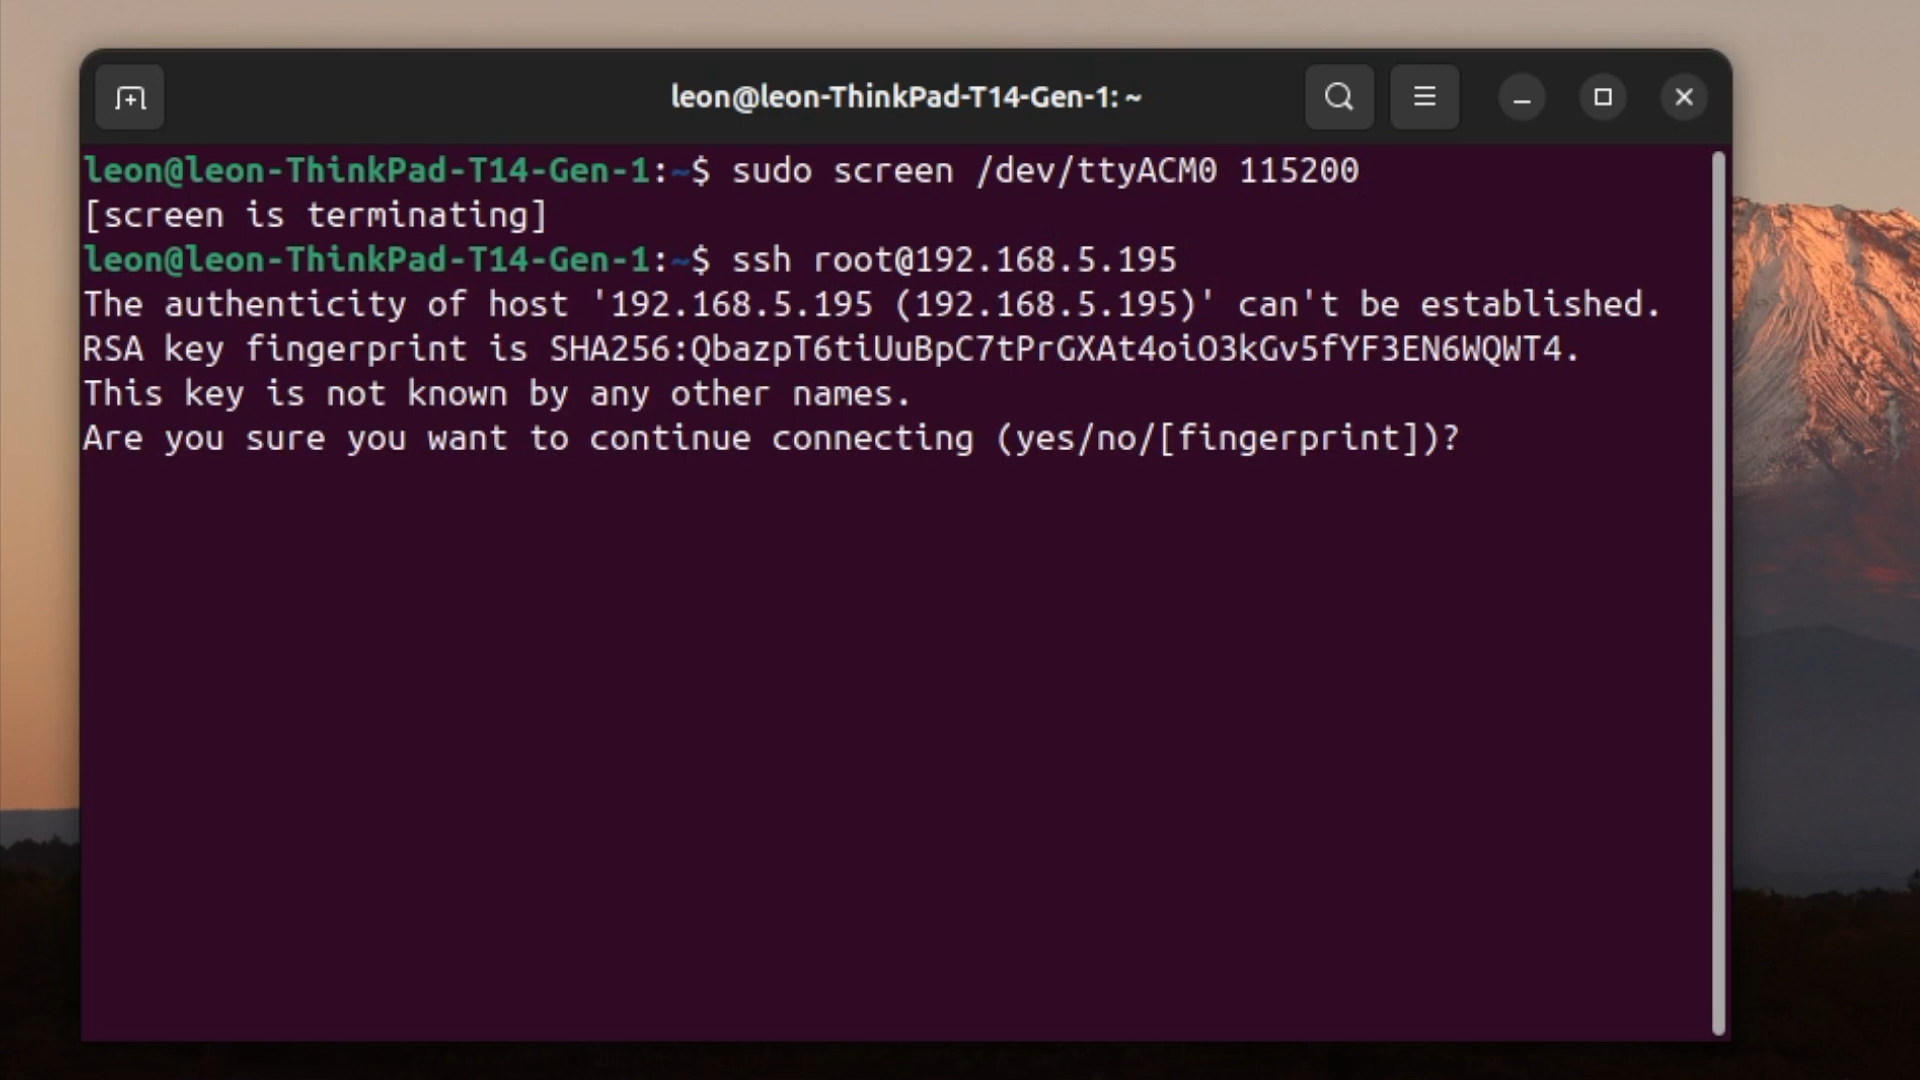 leon@leon-ThinkPad-T14-Gen-1: ~
leon@leon-ThinkPad-T14-Gen-1:~$ sudo screen /dev/ttyACM0 115200
[screen is terminating]
leon@leon-ThinkPad-T14-Gen-1:~$ ssh root@192.168.5.195
The authenticity of host '192.168.5.195 (192.168.5.195)' can't be established.
RSA key fingerprint is SHA256:QbazpT6tiUuBpC7tPrGXAt4oiO3kGv5fYF3EN6WQWT4.
This key is not known by any other names.
Are you sure you want to continue connecting (yes/no/[fingerprint])?